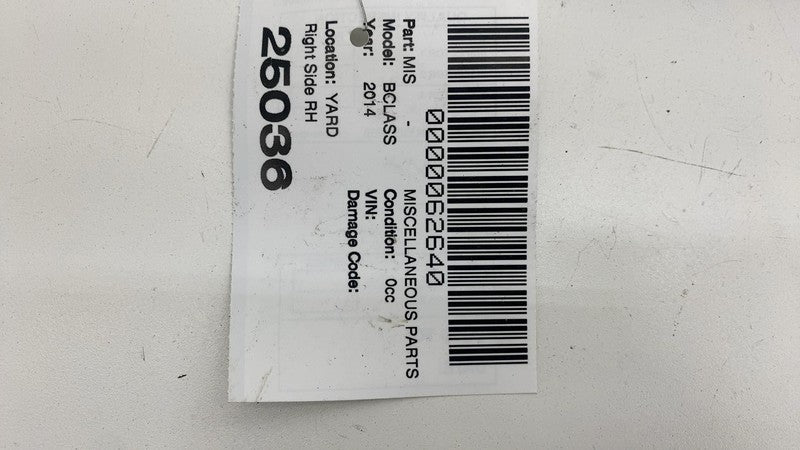 00000062640
Part: MIS - MISCELLANEOUS PARTS
Model: BCLASS Condition: 0cc
Year: 2014 VIN:
Damage Code:
Location: YARD
Right Side RH
25036